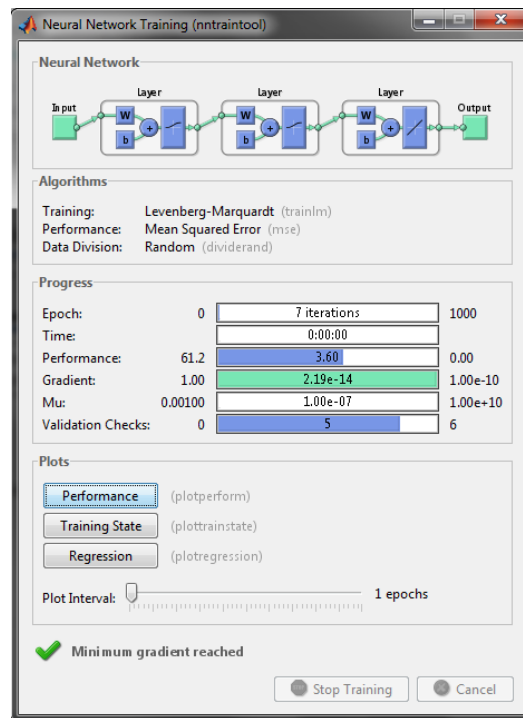 Neural Network Training (nntraintool)
Neural Network
Layer Layer Layer
Input Output
W W W
+ + +
b b b
Algorithms
Training: Levenberg-Marquardt (trainlm)
Performance: Mean Squared Error (mse)
Data Division: Random (dividerand)
Progress
Epoch: 0 7 iterations 1000
Time: 0:00:00
Performance: 61.2 3.60 0.00
Gradient: 1.00 2.19e-14 1.00e-10
Mu: 0.00100 1.00e-07 1.00e+10
Validation Checks: 0 5 6
Plots
Performance (plotperform)
Training State (plottrainstate)
Regression (plotregression)
Plot Interval: 1 epochs
Minimum gradient reached
Stop Training Cancel